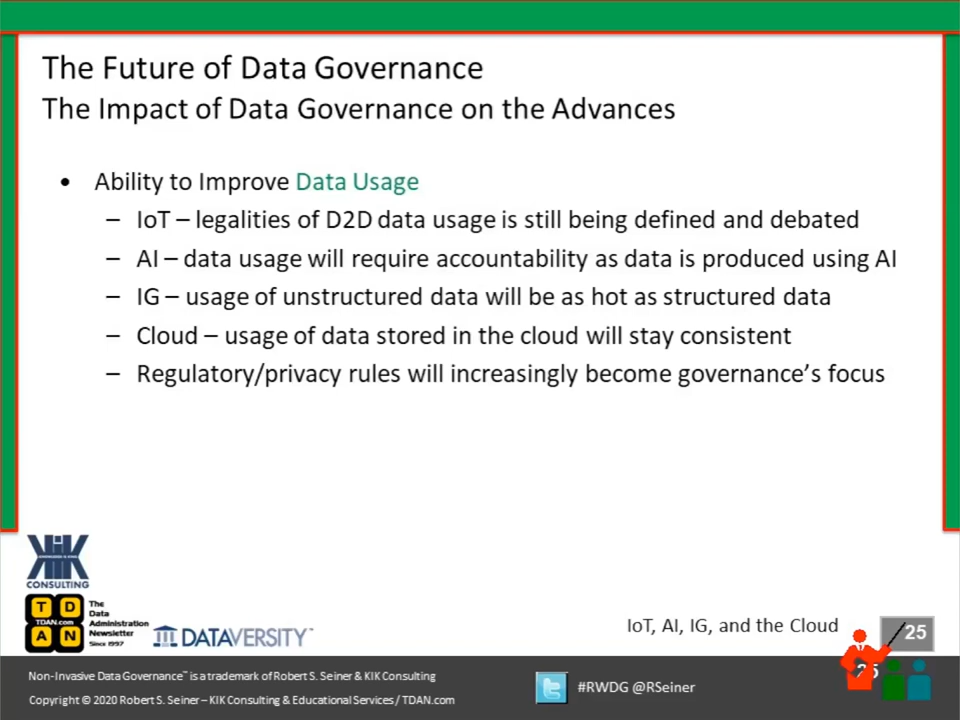 The Future of Data Governance
The Impact of Data Governance on the Advances
• Ability to Improve Data Usage
– IoT – legalities of D2D data usage is still being defined and debated
– AI – data usage will require accountability as data is produced using AI
– IG – usage of unstructured data will be as hot as structured data
– Cloud – usage of data stored in the cloud will stay consistent
– Regulatory/privacy rules will increasingly become governance's focus
KIK
CONSULTING
T D
TDAN.com
A N
The
Data
Administration
Newsletter
Since 1997
DATAVERSITY™
IoT, AI, IG, and the Cloud
25
25
Non-Invasive Data Governance™ is a trademark of Robert S. Seiner & KIK Consulting
Copyright © 2020 Robert S. Seiner – KIK Consulting & Educational Services / TDAN.com
#RWDG @RSeiner